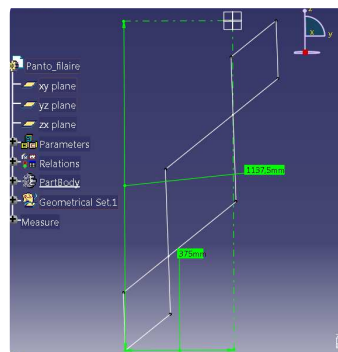 z
x y
Panto_filaire
xy plane
yz plane
zx plane
Parameters
Relations
PartBody
Geometrical Set.1
Measure
1137,5mm
375mm